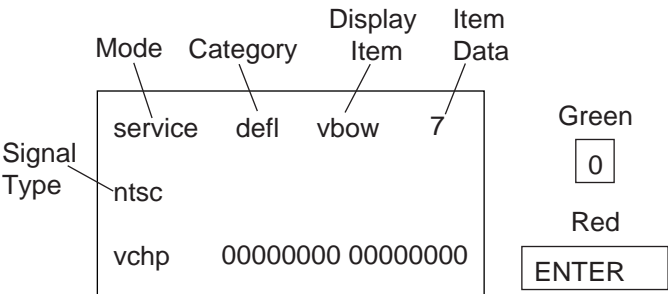 Display Item
Mode Category Item Data
service defl vbow 7
Green
Signal
0
Type
ntsc
Red
vchp 00000000 00000000
ENTER